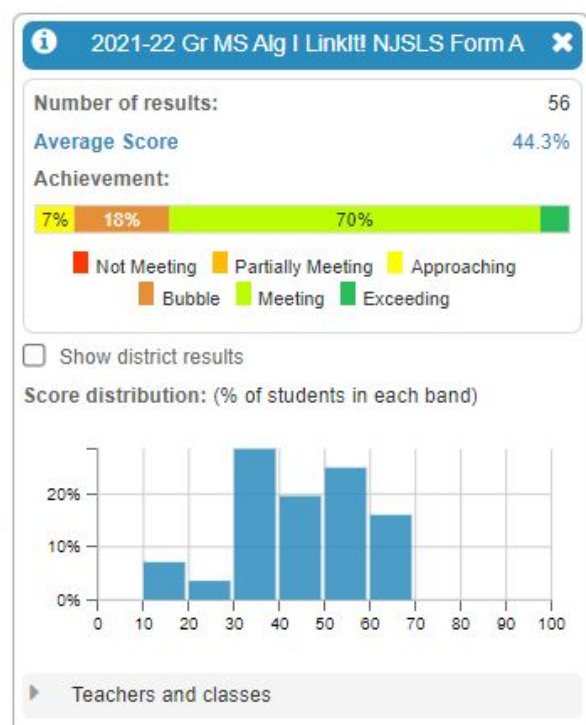 2021-22 Gr MS Alg I LinkIt! NJSLS Form A
Number of results: 56
Average Score 44.3%
Achievement:
7% 18% 70%
Not Meeting Partially Meeting Approaching
Bubble Meeting Exceeding
Show district results
Score distribution: (% of students in each band)
20%
10%
0%
0 10 20 30 40 50 60 70 80 90 100
Teachers and classes